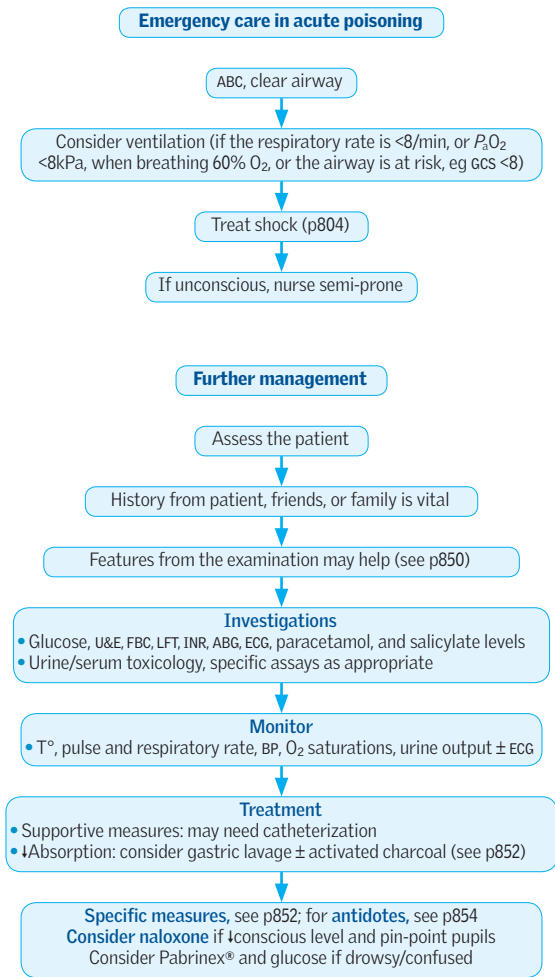 Emergency care in acute poisoning
ABC, clear airway
Consider ventilation (if the respiratory rate is <8/min, or PaO₂
<8kPa, when breathing 60% O₂, or the airway is at risk, eg GCS <8)
Treat shock (p804)
If unconscious, nurse semi-prone
Further management
Assess the patient
History from patient, friends, or family is vital
Features from the examination may help (see p850)
Investigations
• Glucose, U&E, FBC, LFT, INR, ABG, ECG, paracetamol, and salicylate levels
• Urine/serum toxicology, specific assays as appropriate
Monitor
• T°, pulse and respiratory rate, BP, O₂ saturations, urine output ± ECG
Treatment
• Supportive measures: may need catheterization
• ↓Absorption: consider gastric lavage ± activated charcoal (see p852)
Specific measures, see p852; for antidotes, see p854
Consider naloxone if ↓conscious level and pin-point pupils
Consider Pabrinex® and glucose if drowsy/confused